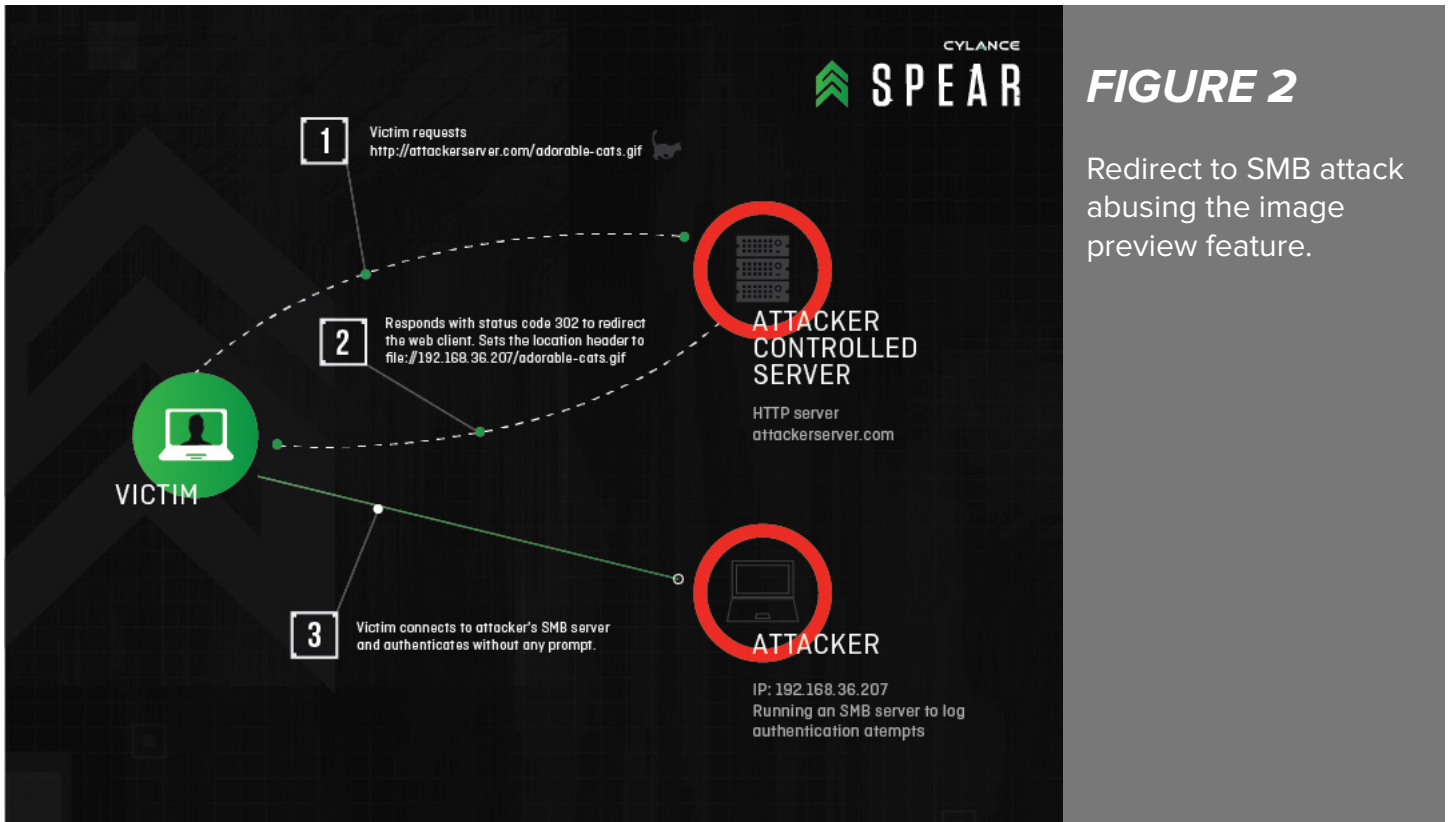 CYLANCE
SPEAR
FIGURE 2
Redirect to SMB attack
abusing the image
preview feature.
1
Victim requests
http://attackerserver.com/adorable-cats.gif
2
Responds with status code 302 to redirect
the web client. Sets the location header to
file://192.168.36.207/adorable-cats.gif
ATTACKER
CONTROLLED
SERVER
HTTP server
attackerserver.com
VICTIM
3
Victim connects to attacker's SMB server
and authenticates without any prompt.
ATTACKER
IP: 192.168.36.207
Running an SMB server to log
authentication atempts